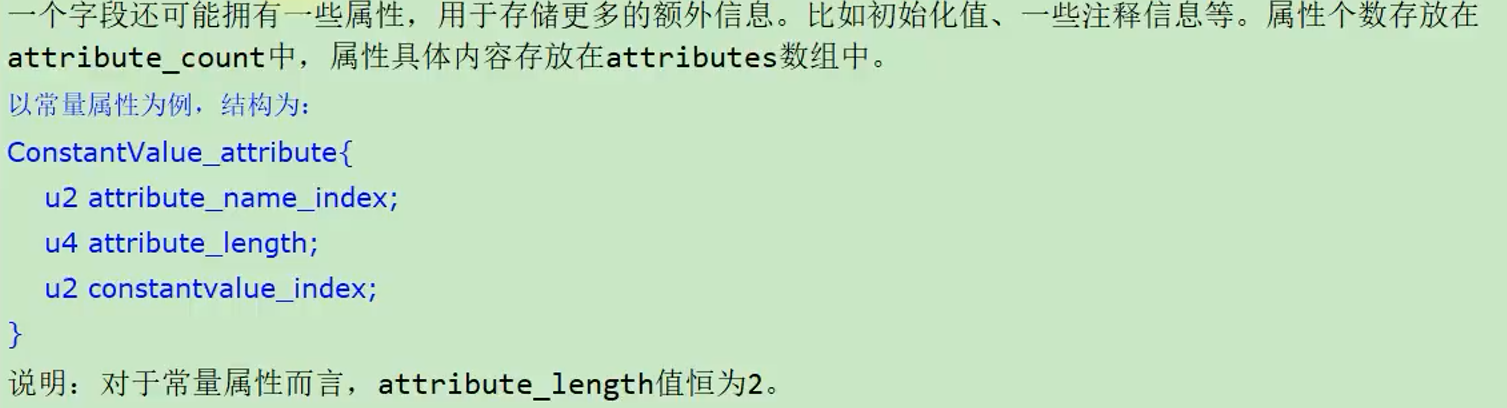 一个字段还可能拥有一些属性，用于存储更多的额外信息。比如初始化值、一些注释信息等。属性个数存放在
attribute_count中，属性具体内容存放在attributes数组中。
以常量属性为例，结构为：
ConstantValue_attribute{
u2 attribute_name_index;
u4 attribute_length;
u2 constantvalue_index;
}
说明：对于常量属性而言，attribute_length值恒为2。